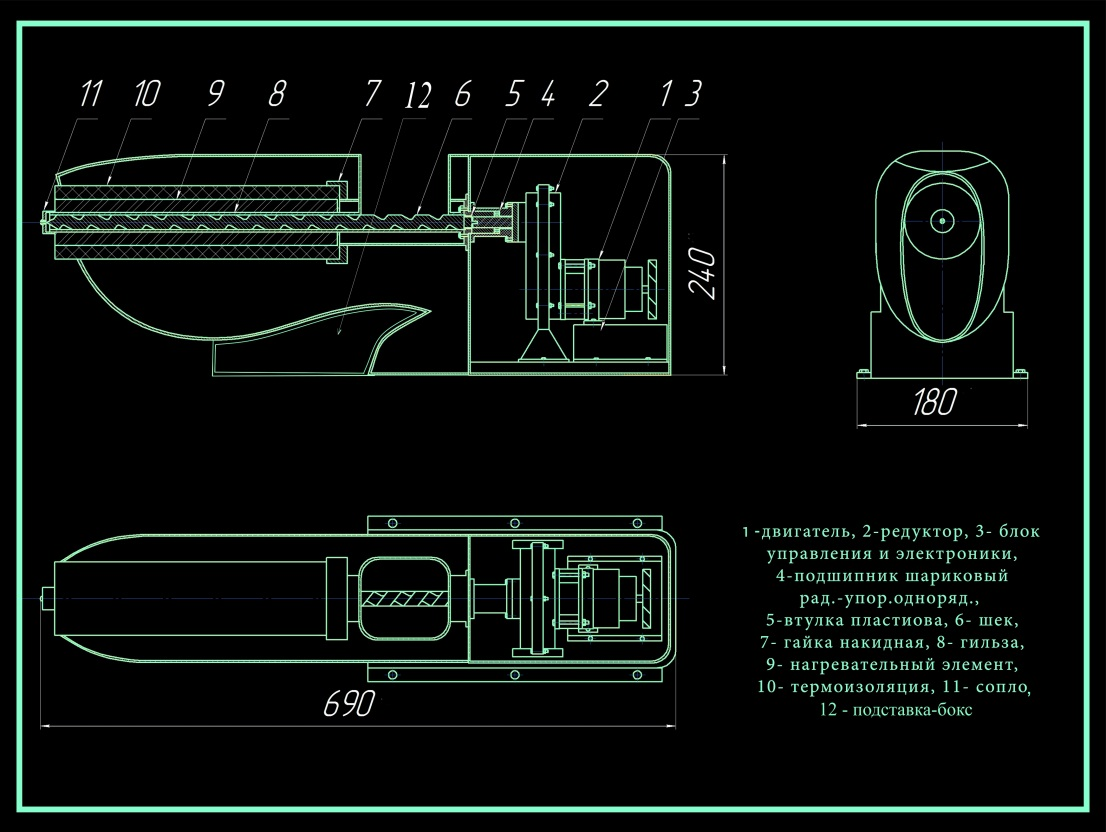 11 10 9 8 7 12 6 5 4 2 1 3
240
180
1 -двигатель, 2-редуктор, 3- блок
управления и электроники,
4-подшипник шариковый
рад.-упор.одноряд.,
5-втулка пластиова, 6- шек,
7- гайка накидная, 8- гильза,
9- нагревательный элемент,
10- термоизоляция, 11- сопло,
12 - подставка-бокс
690